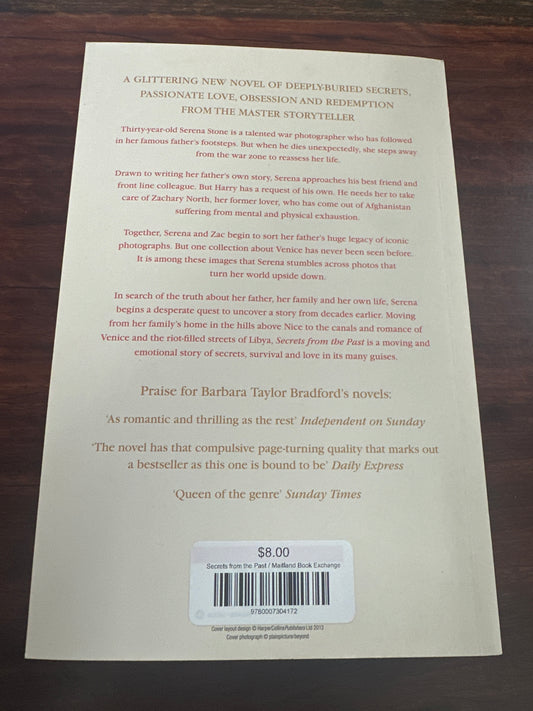 A GLITTERING NEW NOVEL OF DEEPLY-BURIED SECRETS,
PASSIONATE LOVE, OBSESSION AND REDEMPTION
FROM THE MASTER STORYTELLER
Thirty-year-old Serena Stone is a talented war photographer who has followed
in her famous father's footsteps. But when he dies unexpectedly, she steps away
from the war zone to reassess her life.
Drawn to writing her father's own story, Serena approaches his best friend and
front line colleague. But Harry has a request of his own. He needs her to take
care of Zachary North, her former lover, who has come out of Afghanistan
suffering from mental and physical exhaustion.
Together, Serena and Zac begin to sort her father's huge legacy of iconic
photographs. But one collection about Venice has never been seen before.
It is among these images that Serena stumbles across photos that
turn her world upside down.
In search of the truth about her father, her family and her own life, Serena
begins a desperate quest to uncover a story from decades earlier. Moving
from her family's home in the hills above Nice to the canals and romance of
Venice and the riot-filled streets of Libya, Secrets from the Past is a moving and
emotional story of secrets, survival and love in its many guises.
Praise for Barbara Taylor Bradford's novels:
'As romantic and thrilling as the rest' Independent on Sunday
'The novel has that compulsive page-turning quality that marks out
a bestseller as this one is bound to be' Daily Express
'Queen of the genre' Sunday Times
$8.00
Secrets from the Past / Maitland Book Exchange
9780007304172
Cover layout design © HarperCollinsPublishers Ltd 2013
Cover photograph © plainpicture/beyond